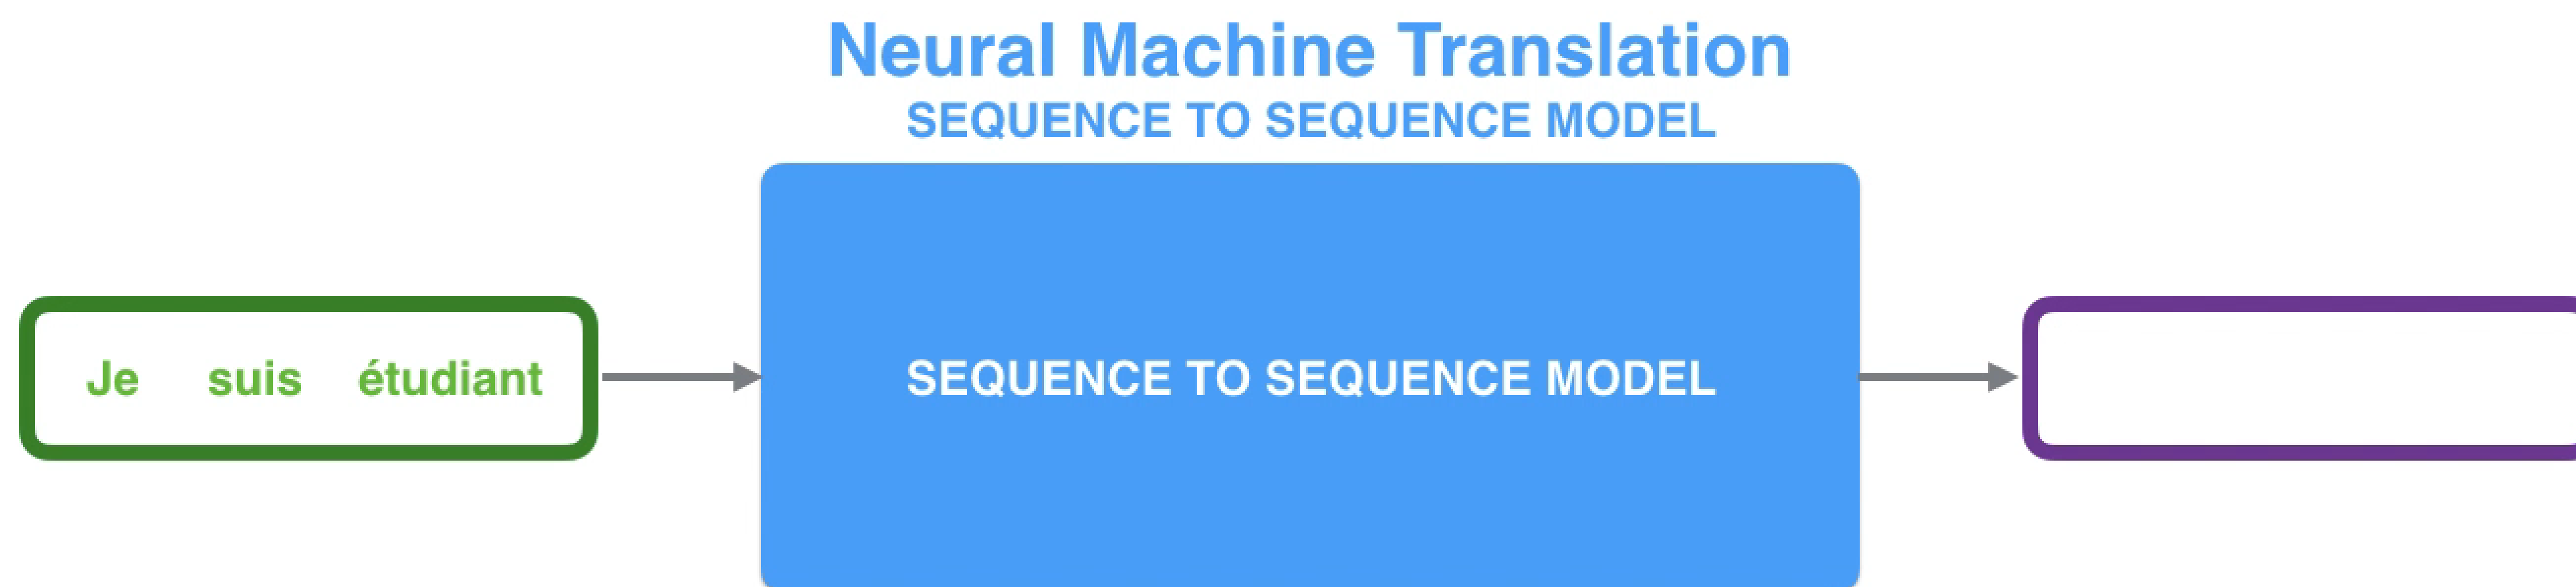 Neural Machine Translation
SEQUENCE TO SEQUENCE MODEL
Je suis étudiant
SEQUENCE TO SEQUENCE MODEL